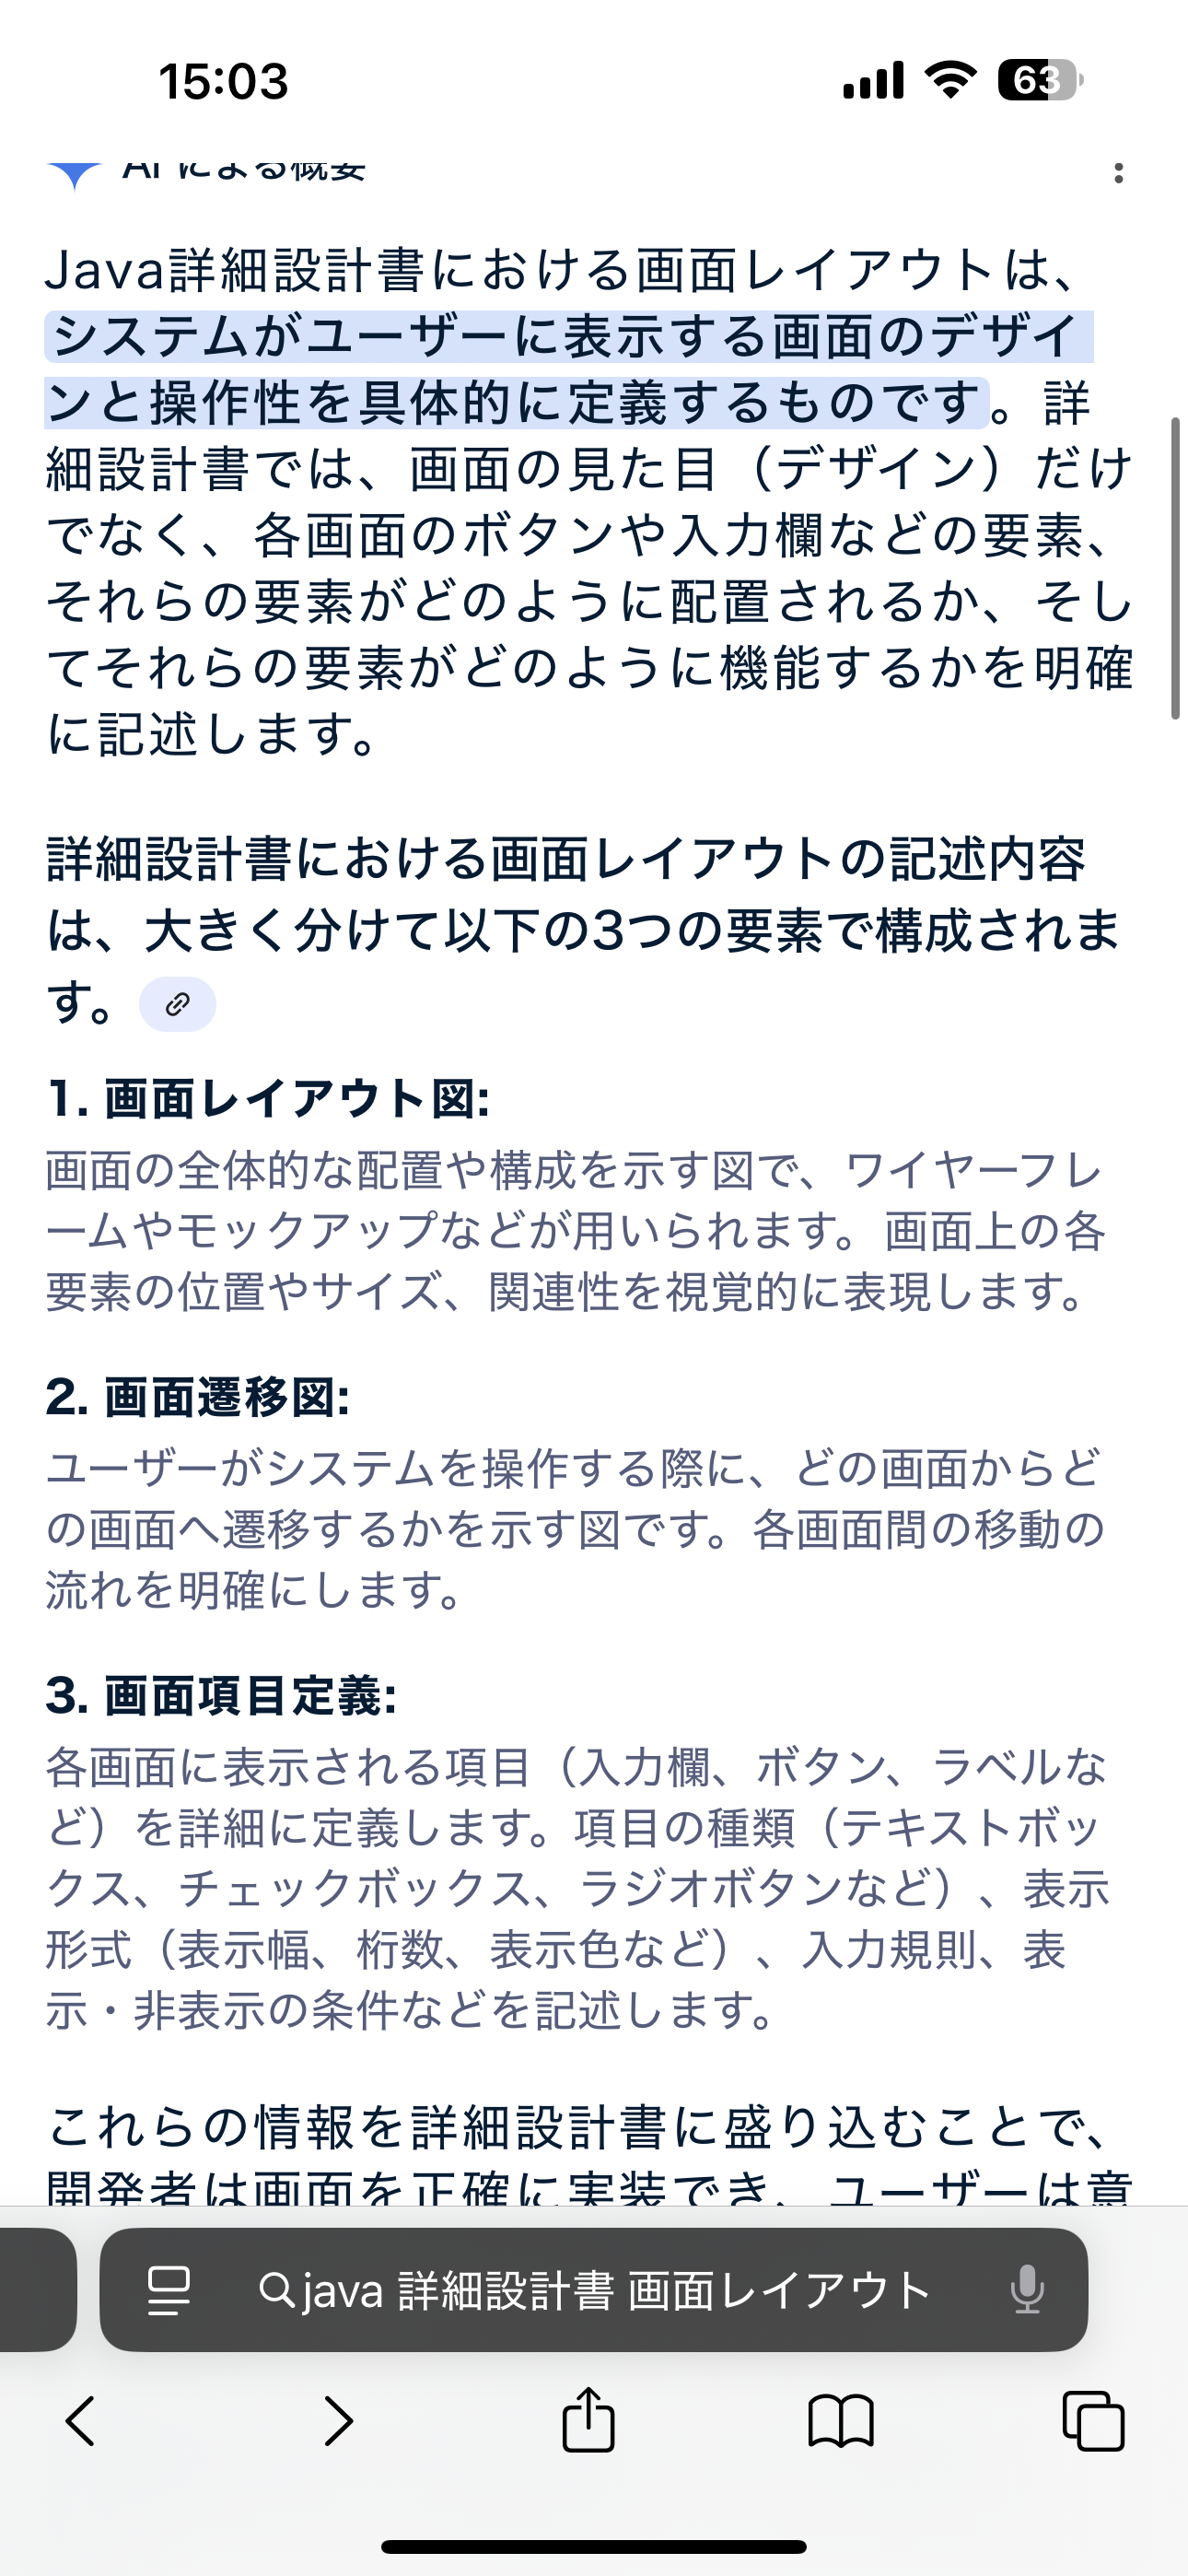 15:03
63
AI による概要
Java詳細設計書における画面レイアウトは、
システムがユーザーに表示する画面のデザイ
ンと操作性を具体的に定義するものです。詳
細設計書では、画面の見た目（デザイン）だけ
でなく、各画面のボタンや入力欄などの要素、
それらの要素がどのように配置されるか、そし
てそれらの要素がどのように機能するかを明確
に記述します。
詳細設計書における画面レイアウトの記述内容
は、大きく分けて以下の3つの要素で構成されま
す。
1. 画面レイアウト図:
画面の全体的な配置や構成を示す図で、ワイヤーフレ
ームやモックアップなどが用いられます。画面上の各
要素の位置やサイズ、関連性を視覚的に表現します。
2. 画面遷移図:
ユーザーがシステムを操作する際に、どの画面からど
の画面へ遷移するかを示す図です。各画面間の移動の
流れを明確にします。
3. 画面項目定義:
各画面に表示される項目（入力欄、ボタン、ラベルな
ど）を詳細に定義します。項目の種類（テキストボッ
クス、チェックボックス、ラジオボタンなど）、表示
形式（表示幅、桁数、表示色など）、入力規則、表
示・非表示の条件などを記述します。
これらの情報を詳細設計書に盛り込むことで、
開発者は画面を正確に実装でき、ユーザーは意
java 詳細設計書 画面レイアウト